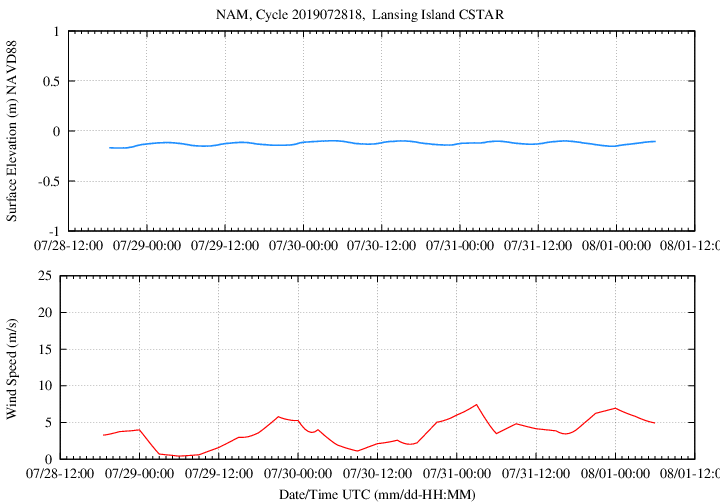 NAM, Cycle 2019072818,  Lansing Island CSTAR
Surface Elevation (m) NAVD88
1
0.5
0
-0.5
-1
07/28-12:00 07/29-00:00 07/29-12:00 07/30-00:00 07/30-12:00 07/31-00:00 07/31-12:00 08/01-00:00 08/01-12:00
Wind Speed (m/s)
25
20
15
10
5
0
07/28-12:00 07/29-00:00 07/29-12:00 07/30-00:00 07/30-12:00 07/31-00:00 07/31-12:00 08/01-00:00 08/01-12:00
Date/Time UTC (mm/dd-HH:MM)